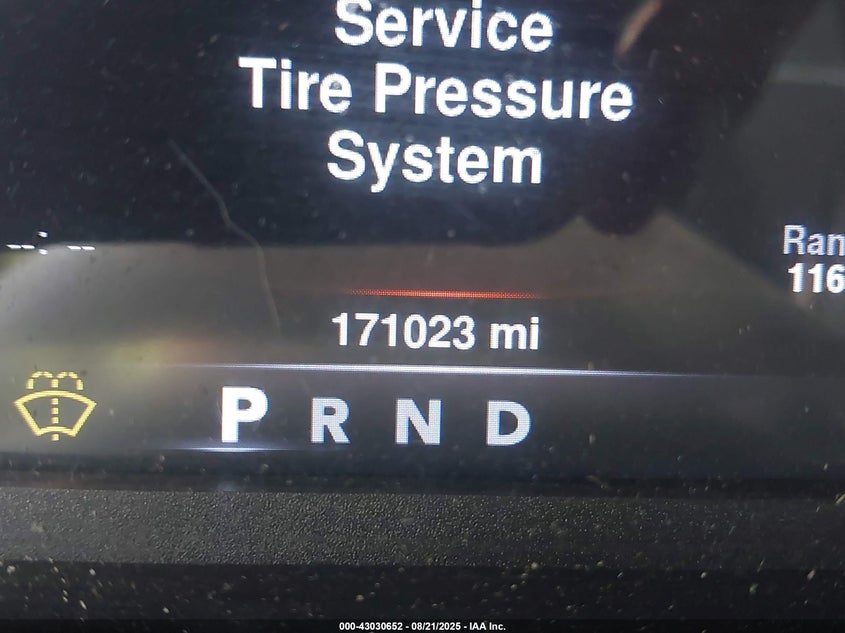 Service
Tire Pressure
System
Ran
116
171023 mi
P R N D
000-43030652 - 08/21/2025 - IAA Inc.